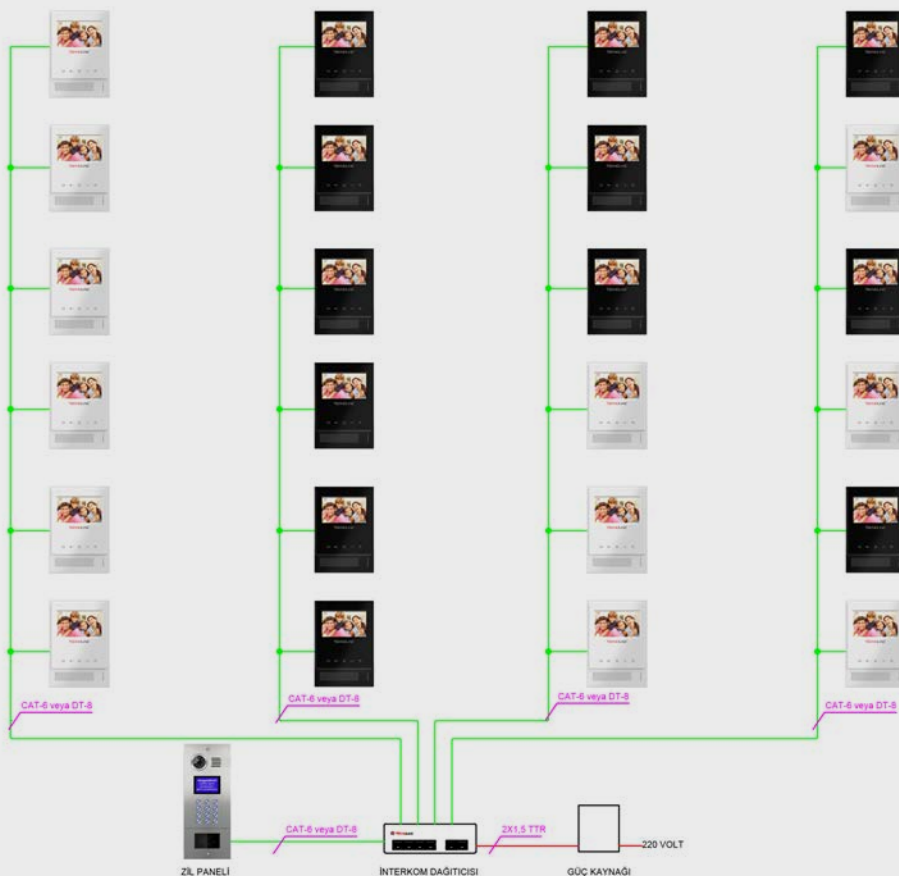 CAT-6 veya DT-8
CAT-6 veya DT-8
CAT-6 veya DT-8
CAT-6 veya DT-8
CAT-6 veya DT-8
2X1,5 TTR
220 VOLT
ZİL PANELİ
İNTERKOM DAĞITICISI
GÜÇ KAYNAĞI